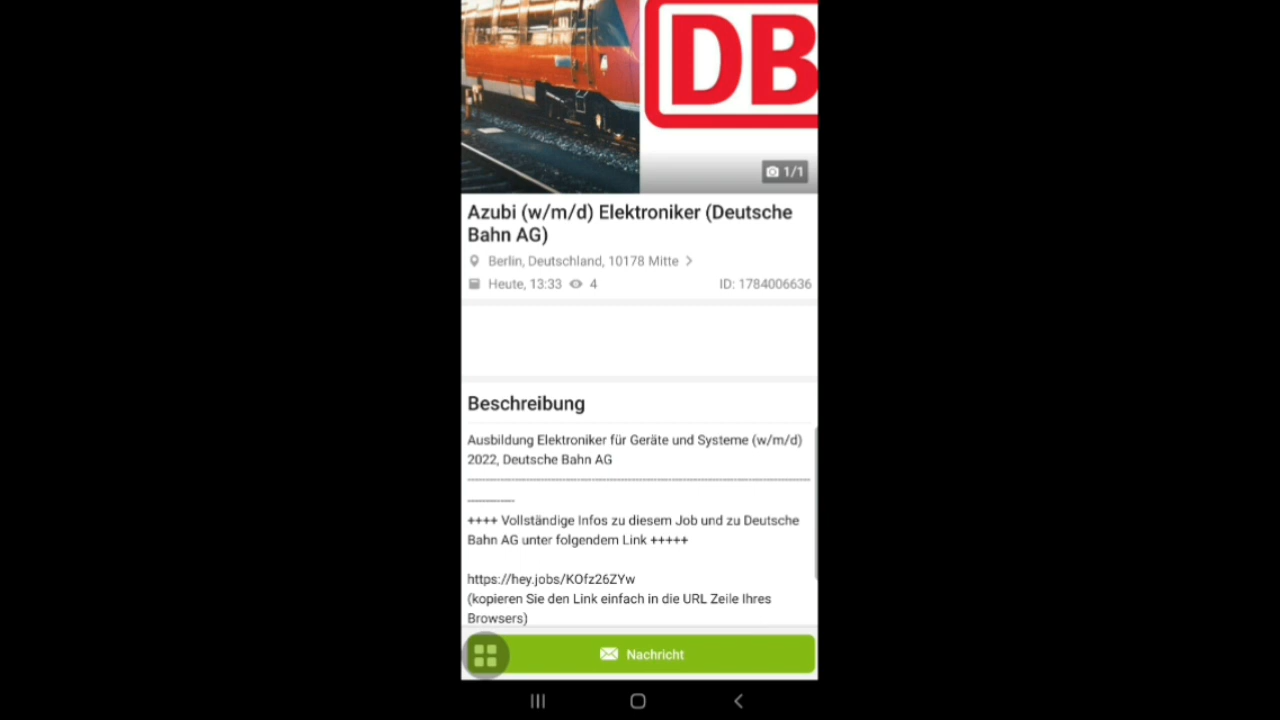 DB
1/1
Azubi (w/m/d) Elektroniker (Deutsche
Bahn AG)
Berlin, Deutschland, 10178 Mitte
Heute, 13:33 4 ID: 1784006636
Beschreibung
Ausbildung Elektroniker für Geräte und Systeme (w/m/d)
2022, Deutsche Bahn AG
++++ Vollständige Infos zu diesem Job und zu Deutsche
Bahn AG unter folgendem Link +++++
https://hey.jobs/KOfz26ZYw
(kopieren Sie den Link einfach in die URL Zeile Ihres
Browsers)
Nachricht